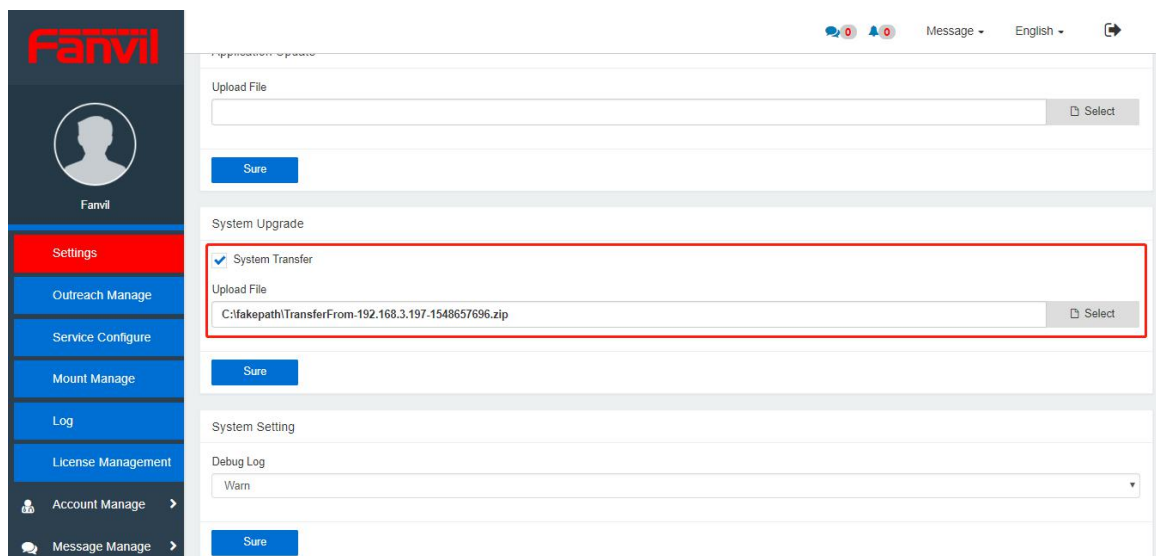 Fanvil
0 0 Message English
Application Update
Upload File
Select
Sure
Fanvil
System Upgrade
Settings
System Transfer
Outreach Manage
Upload File
C:\fakepath\TransferFrom-192.168.3.197-1548657696.zip
Select
Service Configure
Mount Manage
Sure
Log
System Setting
License Management
Debug Log
Warn
Account Manage
Message Manage
Sure